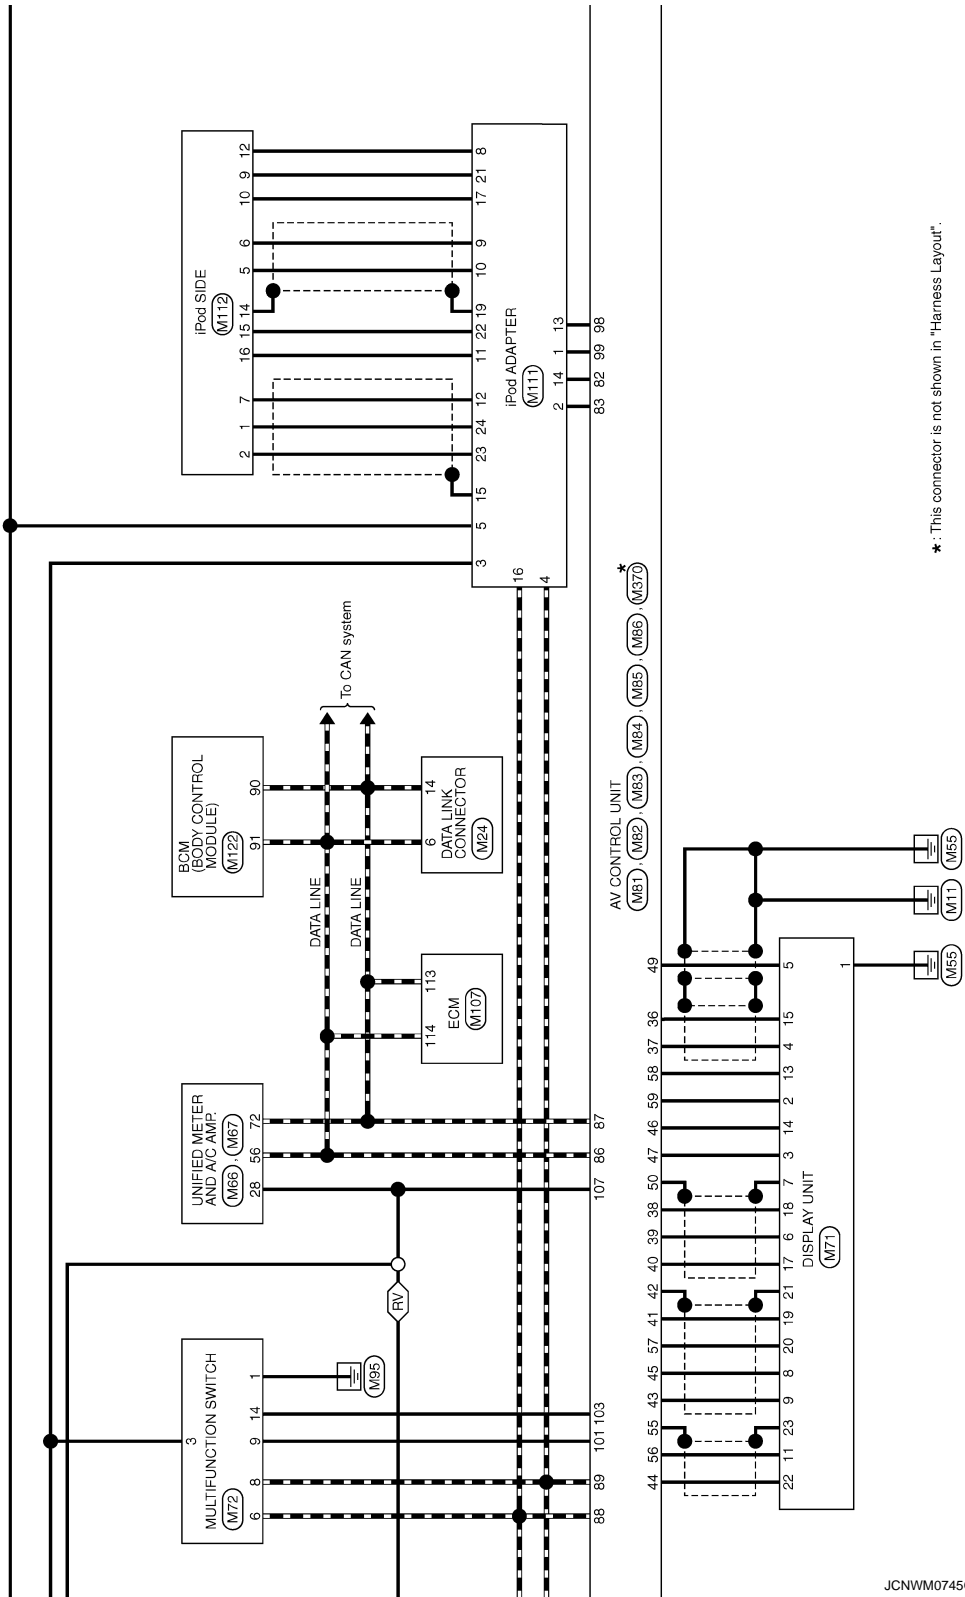 iPod SIDE
M112
12 9 10 6 5 14 15 16 7 1 2
8 21 17 9 10 19 22 11 12 24 23 15 5 3
iPod ADAPTER
M111
13 1 14 2
98 99 82 83
16
4
To CAN system
BCM
(BODY CONTROL
MODULE)
M122
90
91
14
6
DATA LINK
CONNECTOR
M24
DATA LINE
DATA LINE
113
114
ECM
M107
UNIFIED METER
AND A/C AMP.
M66 , M67
72
56
28
87
86
107
RV
MULTIFUNCTION SWITCH
M72
3
1
14
9
8
6
M95
103
101
89
88
AV CONTROL UNIT
M81 , M82 , M83 , M84 , M85 , M86 , M370
*
49 36 37 58 59 46 47 50 38 39 40 42 41 57 45 43 55 56 44
5 15 4 13 2 14 3 7 18 6 17 21 19 20 8 9 23 11 22
1
DISPLAY UNIT
M71
M55
M11
M55
* : This connector is not shown in "Harness Layout".